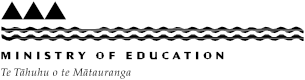 MINISTRY OF EDUCATION
Te Tāhuhu o te Mātauranga